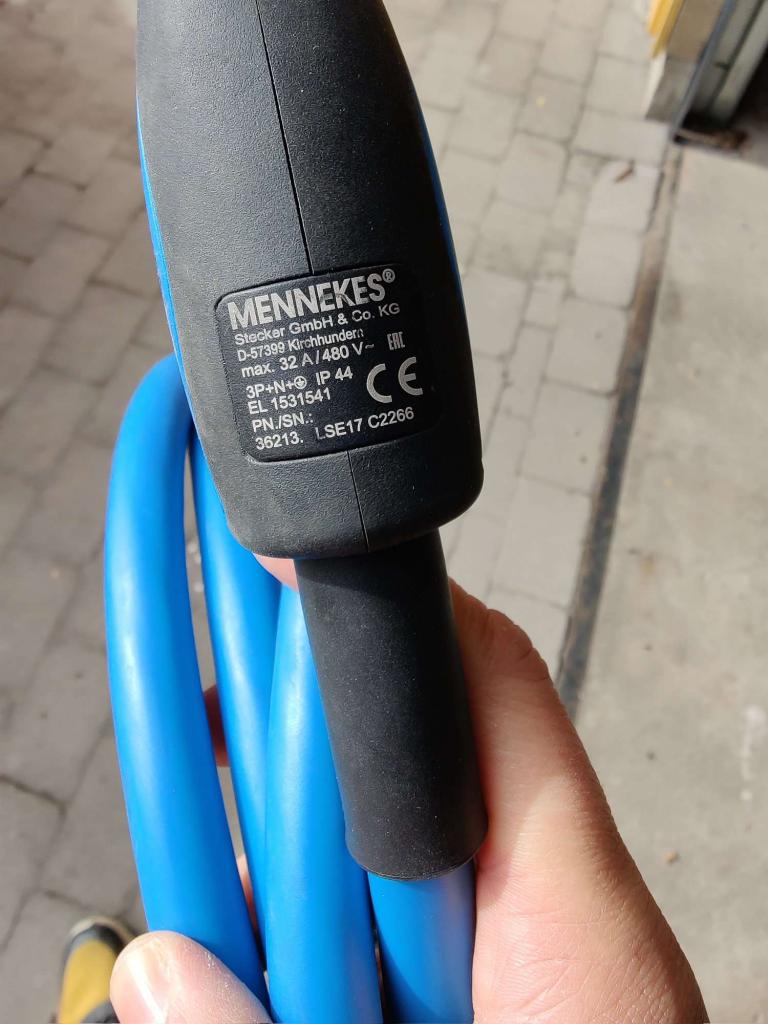 MENNEKES®
Stecker GmbH & Co. KG
D-57399 Kirchhundem
max. 32 A / 480 V~ EAC
3P+N+⏚ IP 44 CE
EL 1531541
PN./SN.:
36213. LSE17 C2266